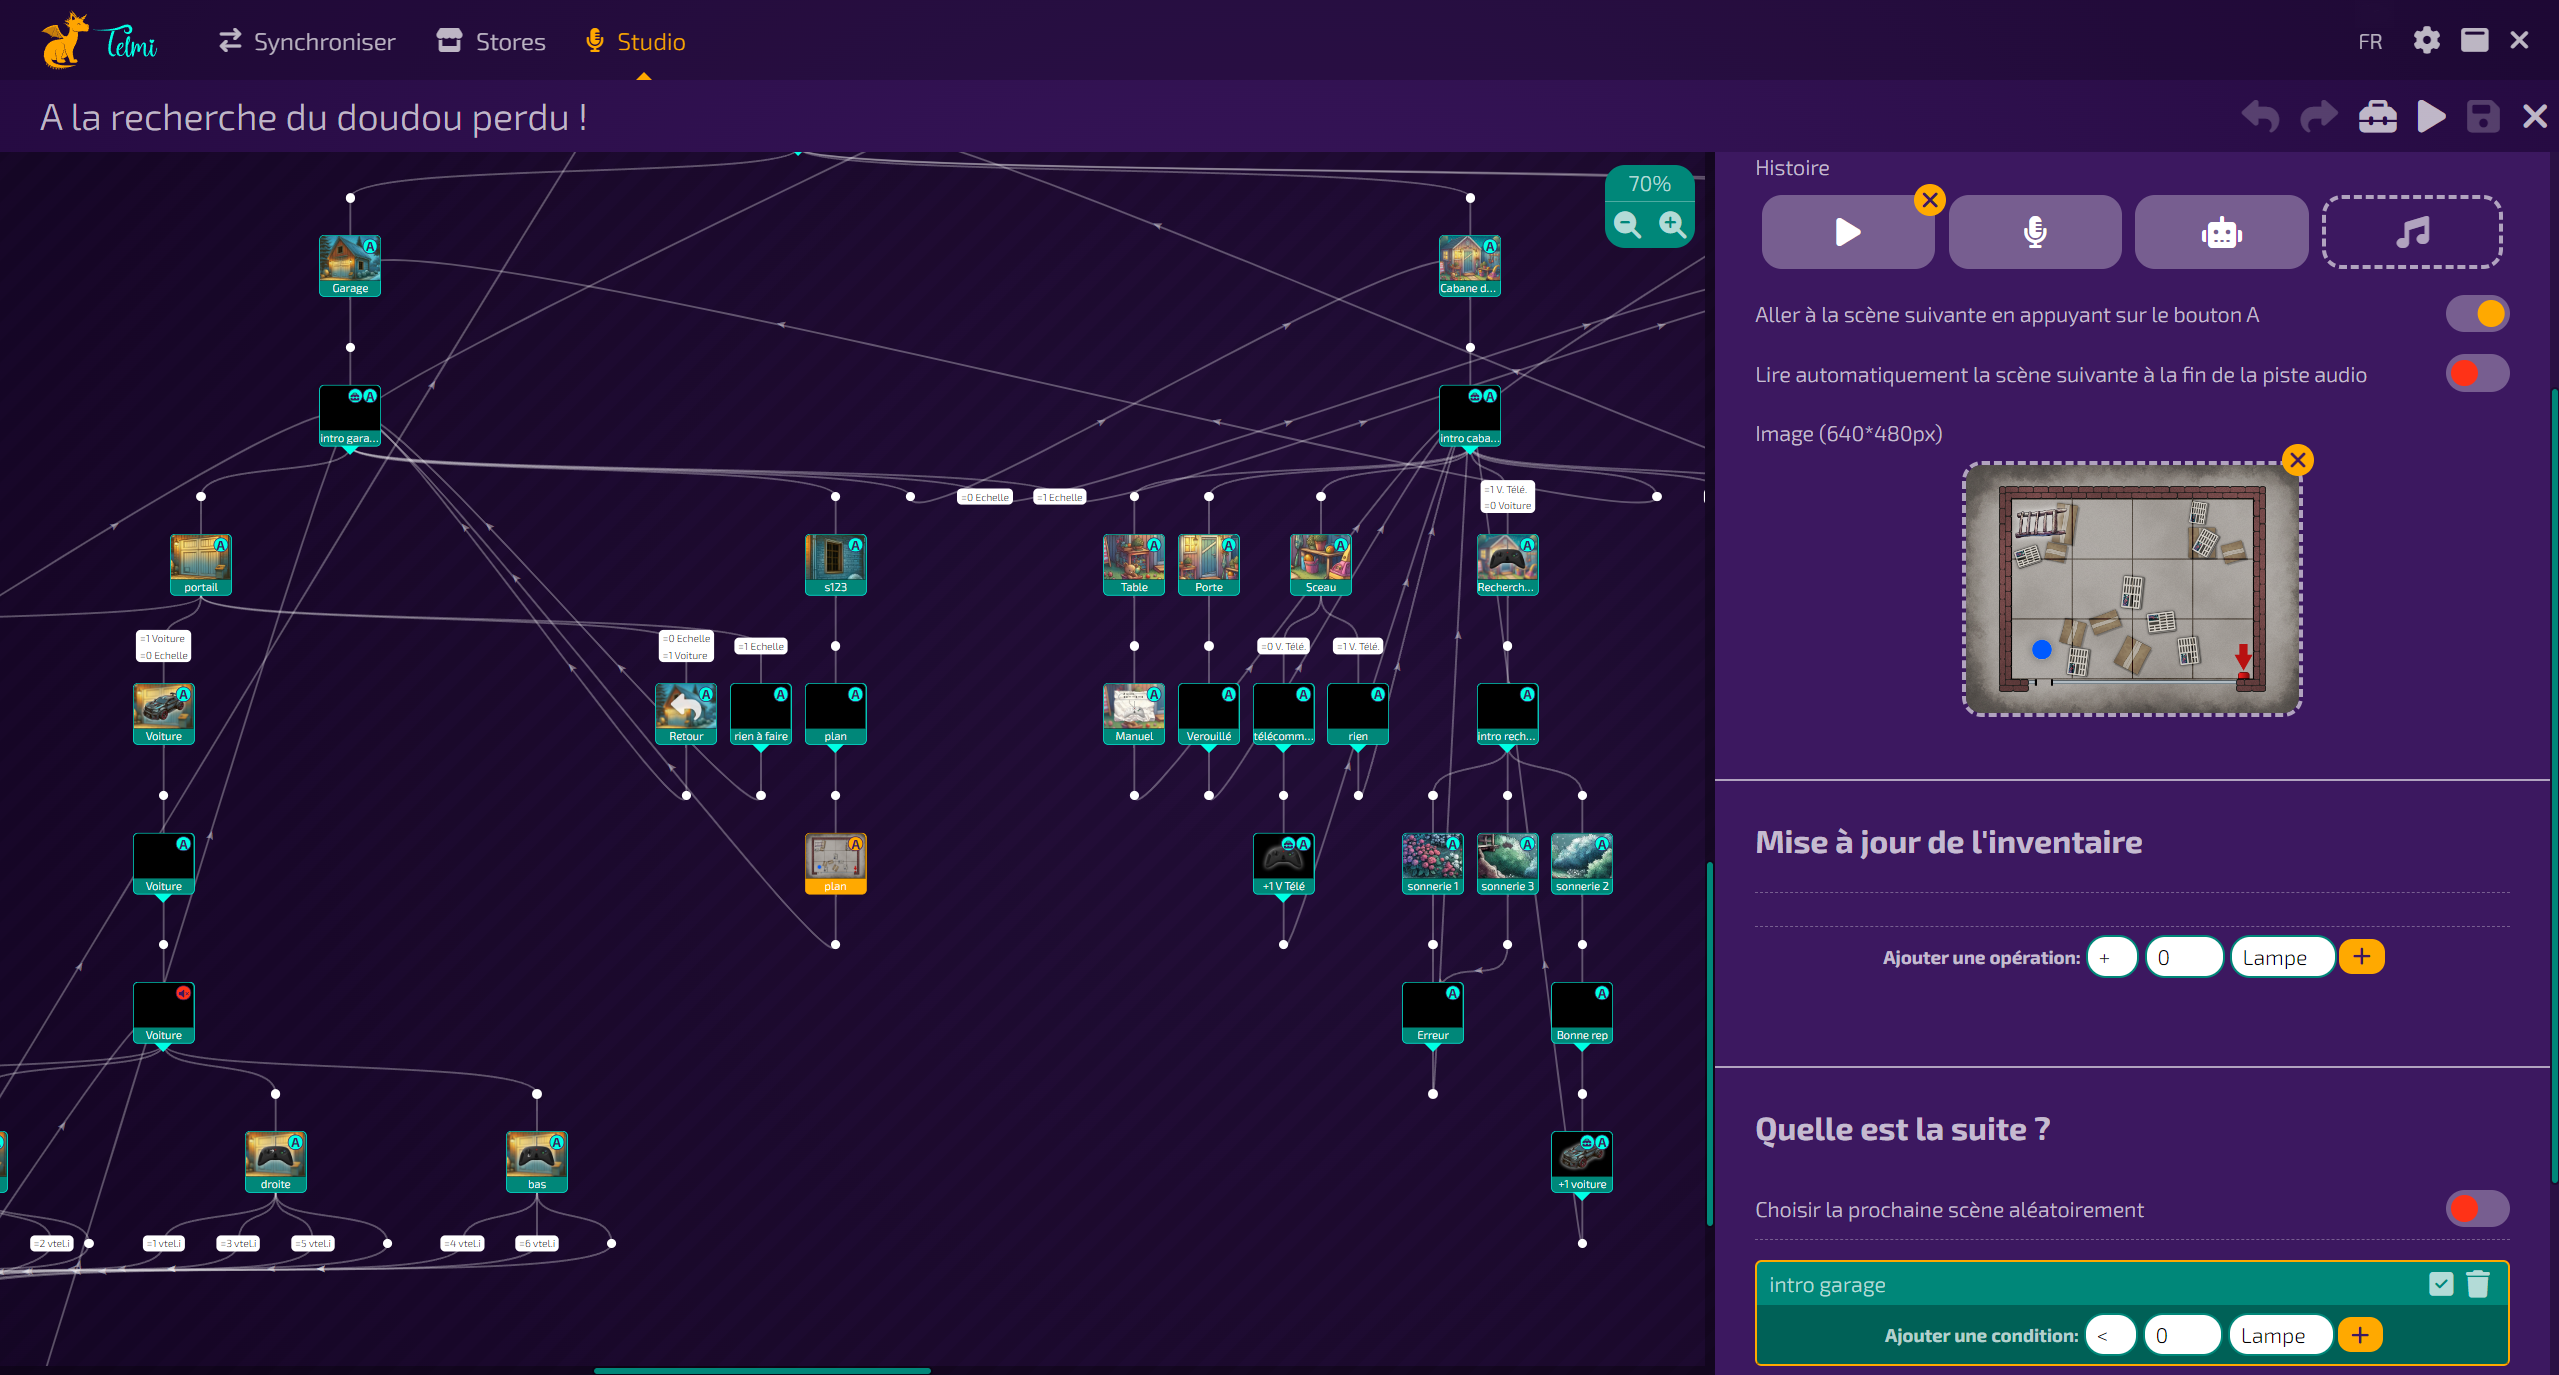 Telmi
Synchroniser
Stores
Studio
FR
A la recherche du doudou perdu !
70%
Garage
A
Cabane d...
A
intro gara...
A
intro caba...
A
=0 Echelle
=1 Echelle
=1 V. Télé.
=0 Voiture
portail
A
s123
A
Table
A
Porte
A
Sceau
A
Recherch...
A
=1 Voiture
=0 Echelle
=0 Echelle
=1 Voiture
=1 Echelle
=0 V. Télé.
=1 V. Télé.
Voiture
A
Retour
A
rien à faire
A
plan
A
Manuel
A
Verouillé
A
télécomm...
A
rien
A
intro rech...
A
Voiture
A
plan
A
+1 V Télé
A
sonnerie 1
A
sonnerie 3
A
sonnerie 2
A
Voiture
Erreur
A
Bonne rep
A
droite
A
bas
A
+1 voiture
A
=2 vtel.i
=1 vtel.i
=3 vtel.i
=5 vtel.i
=4 vtel.i
=6 vtel.i
Histoire
Aller à la scène suivante en appuyant sur le bouton A
Lire automatiquement la scène suivante à la fin de la piste audio
Image (640*480px)
Mise à jour de l'inventaire
Ajouter une opération: + 0 Lampe +
Quelle est la suite ?
Choisir la prochaine scène aléatoirement
intro garage
Ajouter une condition: < 0 Lampe +